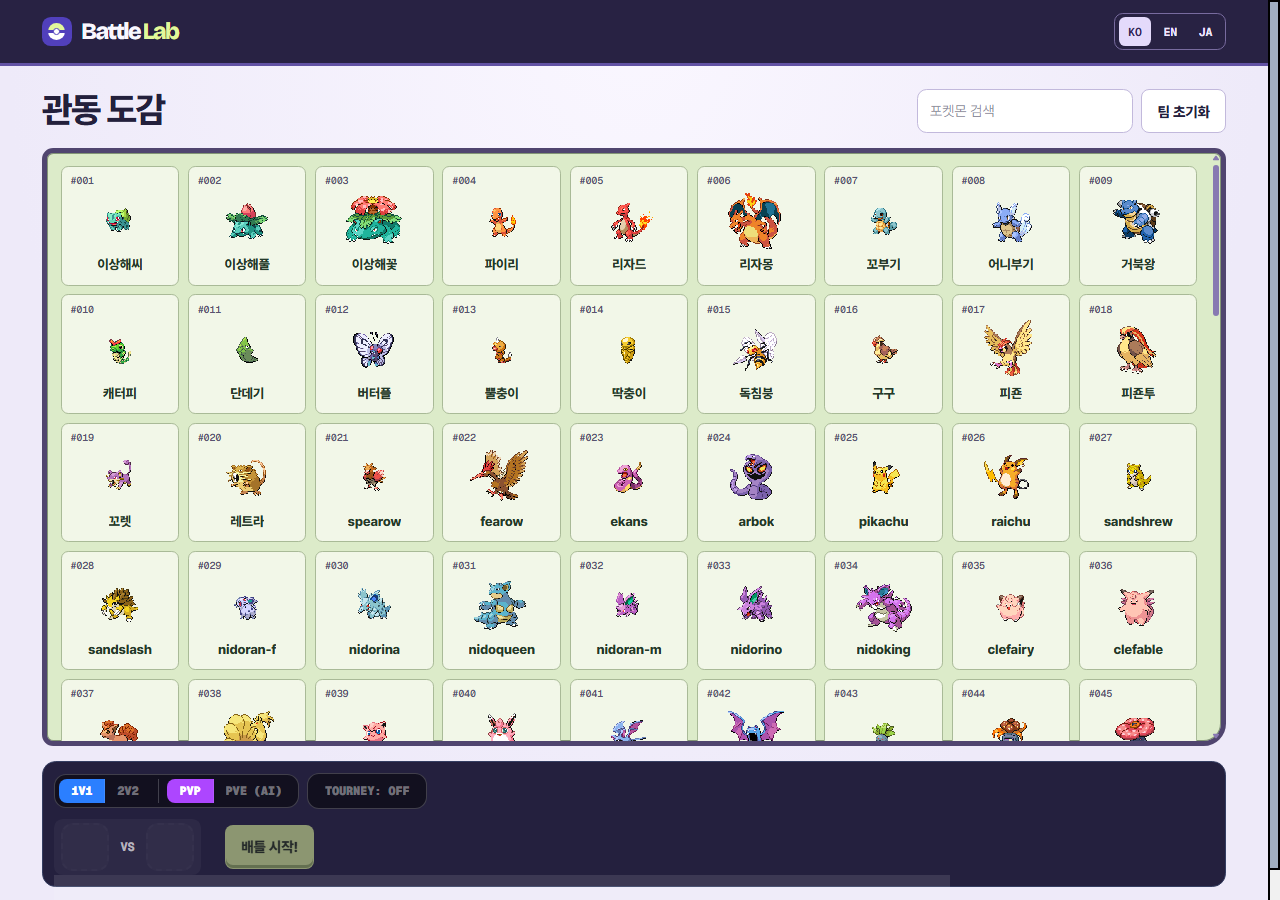 BattleLab
KO EN JA
관동 도감
포켓몬 검색
팀 초기화
#001 #002 #003 #004 #005 #006 #007 #008 #009
이상해씨 이상해풀 이상해꽃 파이리 리자드 리자몽 꼬부기 어니부기 거북왕
#010 #011 #012 #013 #014 #015 #016 #017 #018
캐터피 단데기 버터플 뿔충이 딱충이 독침붕 구구 피죤 피죤투
#019 #020 #021 #022 #023 #024 #025 #026 #027
꼬렛 레트라 spearow fearow ekans arbok pikachu raichu sandshrew
#028 #029 #030 #031 #032 #033 #034 #035 #036
sandslash nidoran-f nidorina nidoqueen nidoran-m nidorino nidoking clefairy clefable
#037 #038 #039 #040 #041 #042 #043 #044 #045
1V1 2V2 PVP PVE (AI) TOURNEY: OFF
VS 배틀 시작!